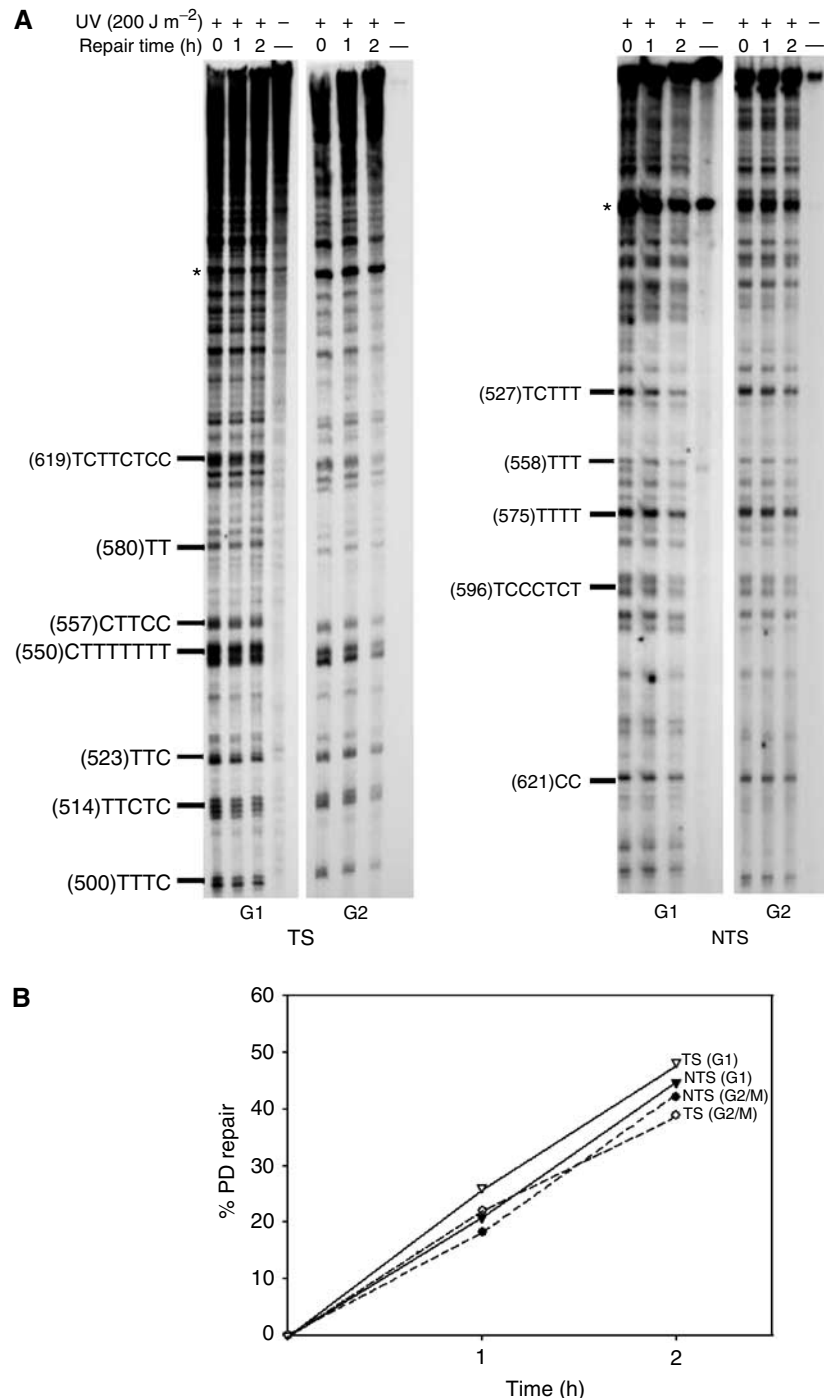 A
UV (200 J m−2) + + + − + + + −
Repair time (h) 0 1 2 — 0 1 2 —
+ + + − + + + −
0 1 2 — 0 1 2 —
*
(619)TCTTCTCC
(580)TT
(557)CTTCC
(550)CTTTTTTT
(523)TTC
(514)TTCTC
(500)TTTC
G1 G2
TS
*
(527)TCTTT
(558)TTT
(575)TTTT
(596)TCCCTCT
(621)CC
G1 G2
NTS
B
60
50
40
30
20
10
0
% PD repair
TS (G1)
NTS (G1)
NTS (G2/M)
TS (G2/M)
1 2
Time (h)